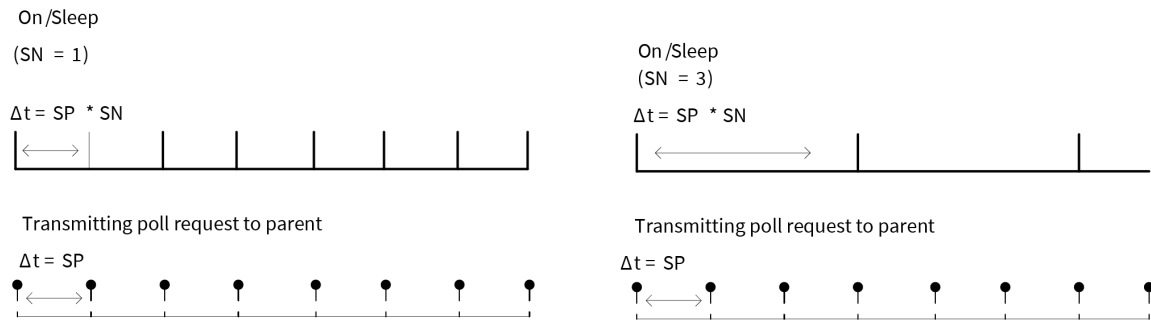 On/Sleep
(SN = 1)
Δt = SP * SN
Transmitting poll request to parent
Δt = SP
On/Sleep
(SN = 3)
Δt = SP * SN
Transmitting poll request to parent
Δt = SP